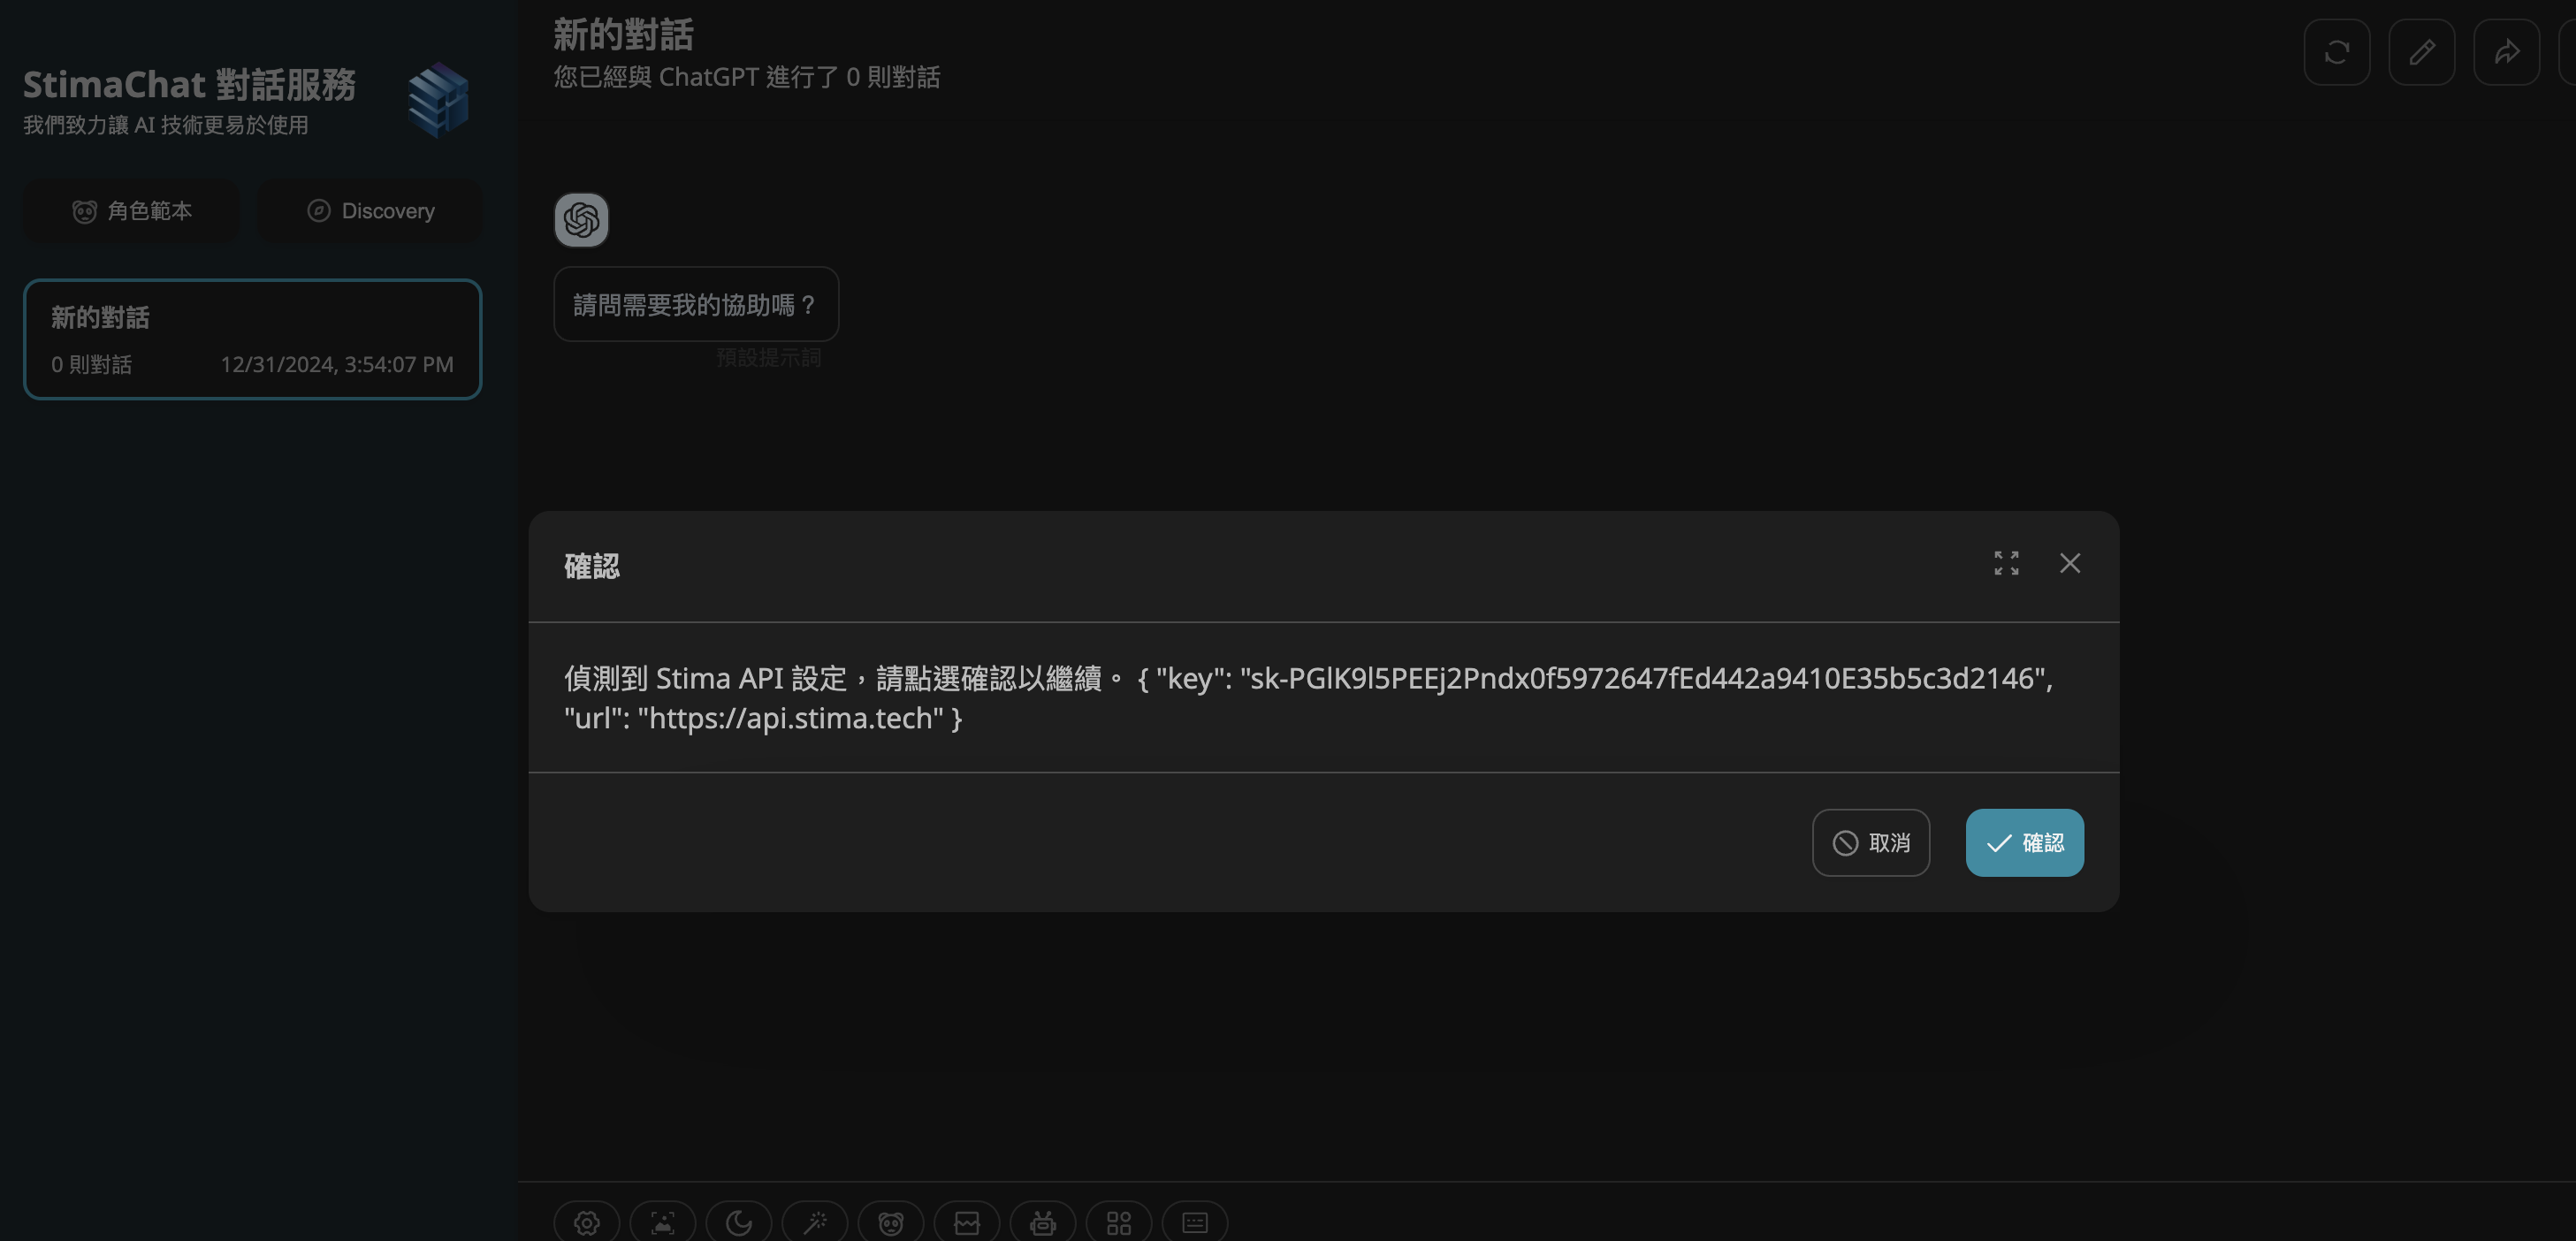 StimaChat 對話服務
我們致力讓 AI 技術更易於使用
角色範本
Discovery
新的對話
0 則對話
12/31/2024, 3:54:07 PM
新的對話
您已經與 ChatGPT 進行了 0 則對話
請問需要我的協助嗎？
預設提示詞
確認
偵測到 Stima API 設定，請點選確認以繼續。 { "key": "sk-PGlK9l5PEEj2Pndx0f5972647fEd442a9410E35b5c3d2146",
"url": "https://api.stima.tech" }
取消
確認